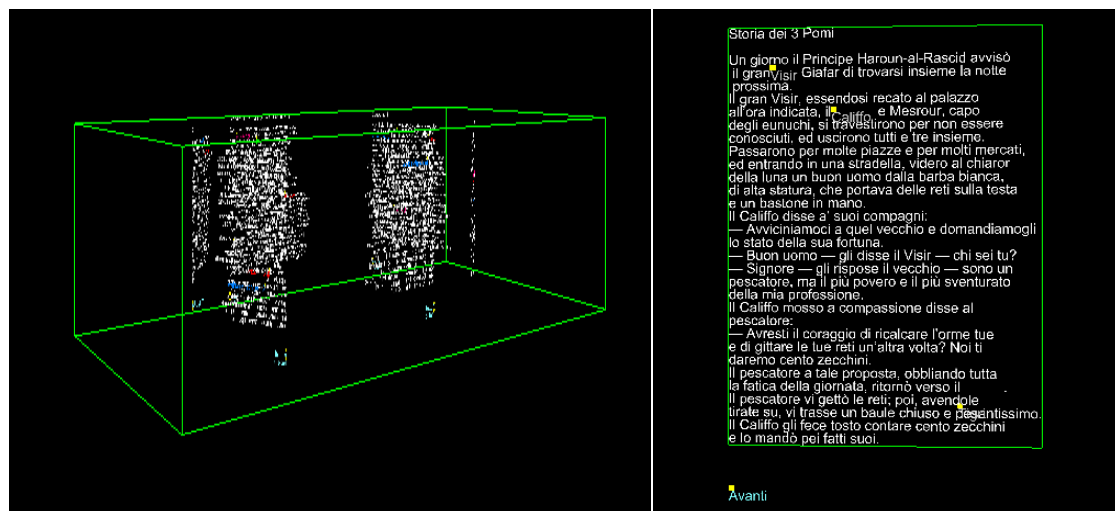 Storia dei 3 Pomi
Un giorno il Principe Haroun-al-Rascid avvisò
il gran Visir Giafar di trovarsi insieme la notte
prossima.
Il gran Visir, essendosi recato al palazzo
all'ora indicata, il Califfo e Mesrour, capo
degli eunuchi, si travestirono per non essere
conosciuti, ed uscirono tutti e tre insieme.
Passarono per molte piazze e per molti mercati,
ed entrando in una stradella, videro al chiaror
della luna un buon uomo dalla barba bianca,
di alta statura, che portava delle reti sulla testa
e un bastone in mano.
Il Califfo disse a' suoi compagni:
— Avviciniamoci a quel vecchio e domandiamogli
lo stato della sua fortuna.
— Buon uomo — gli disse il Visir — chi sei tu?
— Signore — gli rispose il vecchio — sono un
pescatore, ma il più povero e il più sventurato
della mia professione.
Il Califfo mosso a compassione disse al
pescatore:
— Avresti il coraggio di ricalcare l'orme tue
e di gittare le tue reti un'altra volta? Noi ti
daremo cento zecchini.
Il pescatore a tale proposta, obbliando tutta
la fatica della giornata, ritornò verso il .
Il pescatore vi gettò le reti; poi, avendole
tirate su, vi trasse un baule chiuso e pesantissimo.
Il Califfo gli fece tosto contare cento zecchini
e lo mandò pei fatti suoi.
Avanti